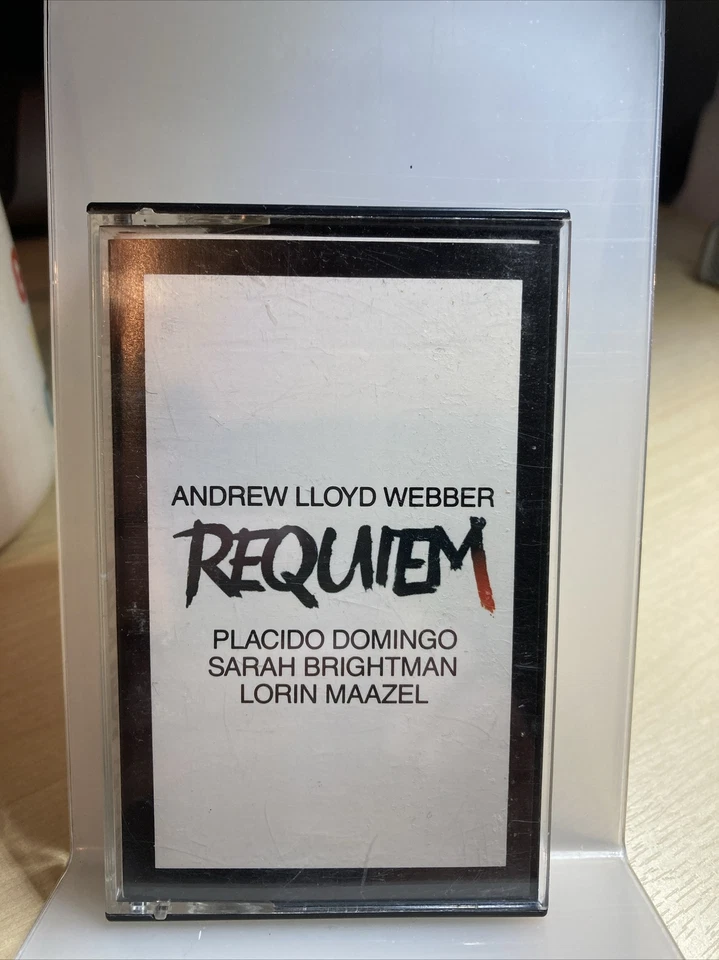 ANDREW LLOYD WEBBER
REQUIEM
PLACIDO DOMINGO
SARAH BRIGHTMAN
LORIN MAAZEL